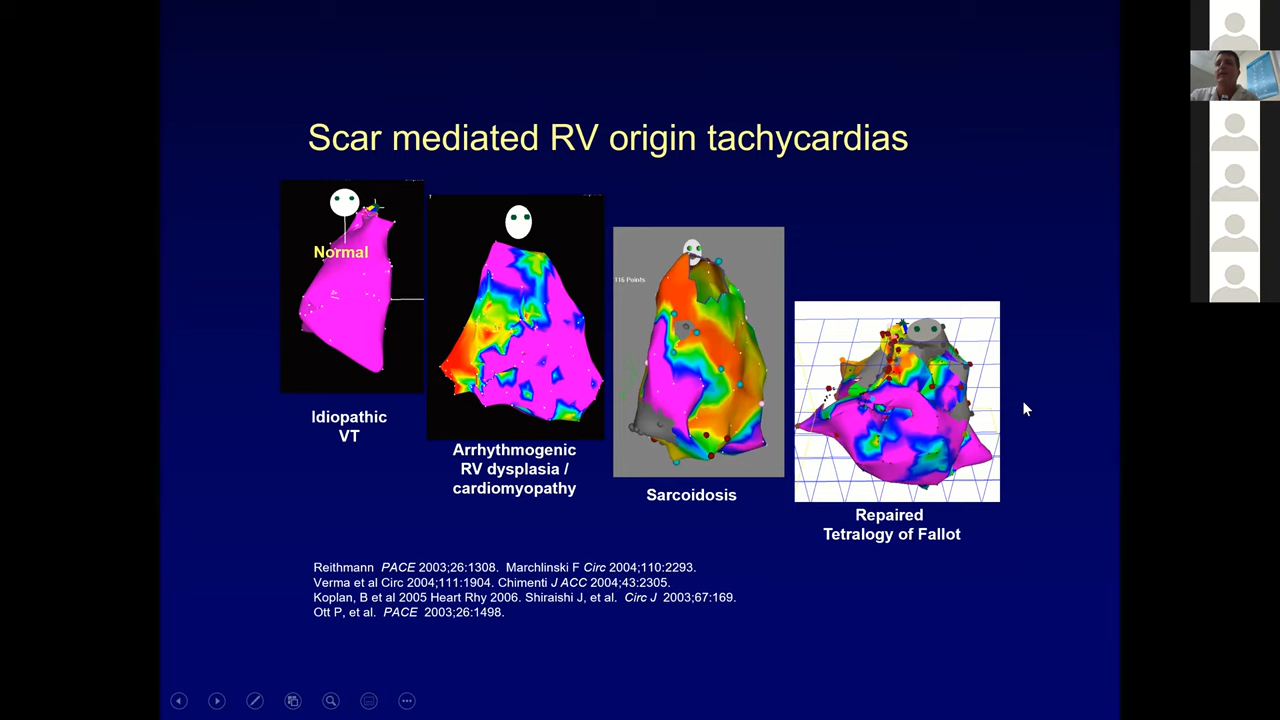 Scar mediated RV origin tachycardias
Normal
116 Points
Idiopathic
VT
Arrhythmogenic
RV dysplasia /
cardiomyopathy
Sarcoidosis
Repaired
Tetralogy of Fallot
Reithmann PACE 2003;26:1308. Marchlinski F Circ 2004;110:2293.
Verma et al Circ 2004;111:1904. Chimenti J ACC 2004;43:2305.
Koplan, B et al 2005 Heart Rhy 2006. Shiraishi J, et al. Circ J 2003;67:169.
Ott P, et al. PACE 2003;26:1498.